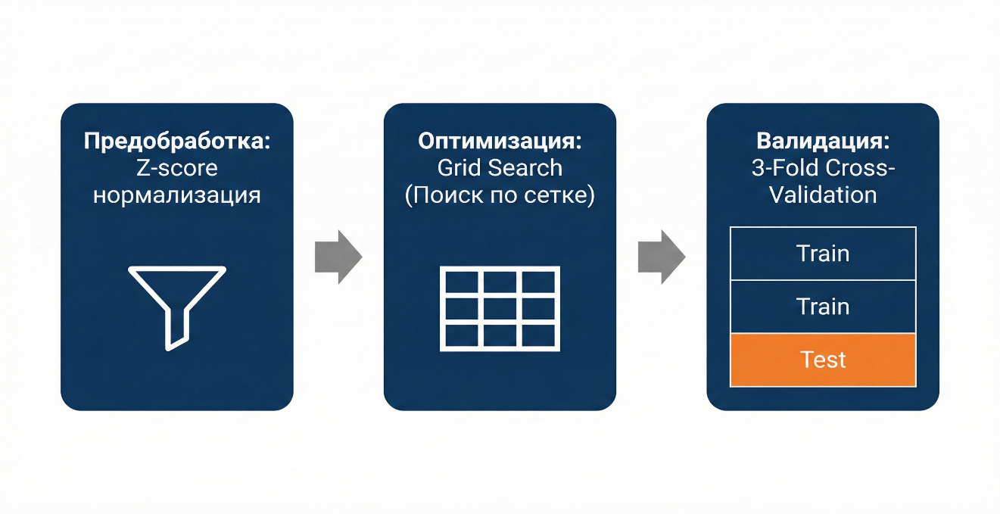 Предобработка:
Z-score
нормализация
Оптимизация:
Grid Search
(Поиск по сетке)
Валидация:
3-Fold Cross-
Validation
Train
Train
Test